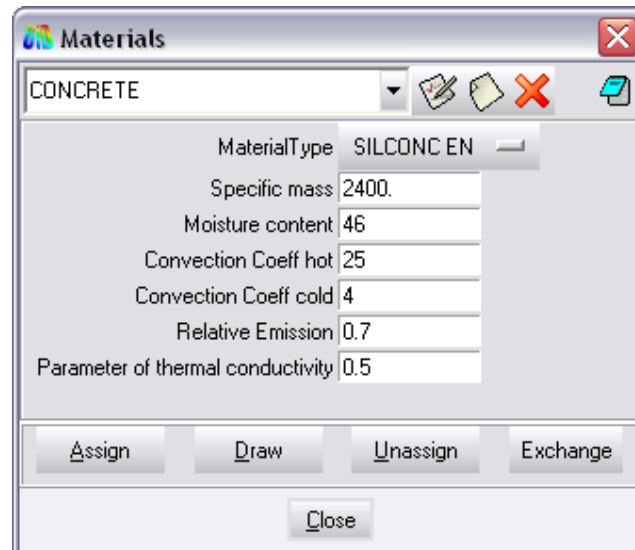 Materials
CONCRETE
MaterialType SILCONC EN
Specific mass 2400.
Moisture content 46
Convection Coeff hot 25
Convection Coeff cold 4
Relative Emission 0.7
Parameter of thermal conductivity 0.5
Assign Draw Unassign Exchange
Close